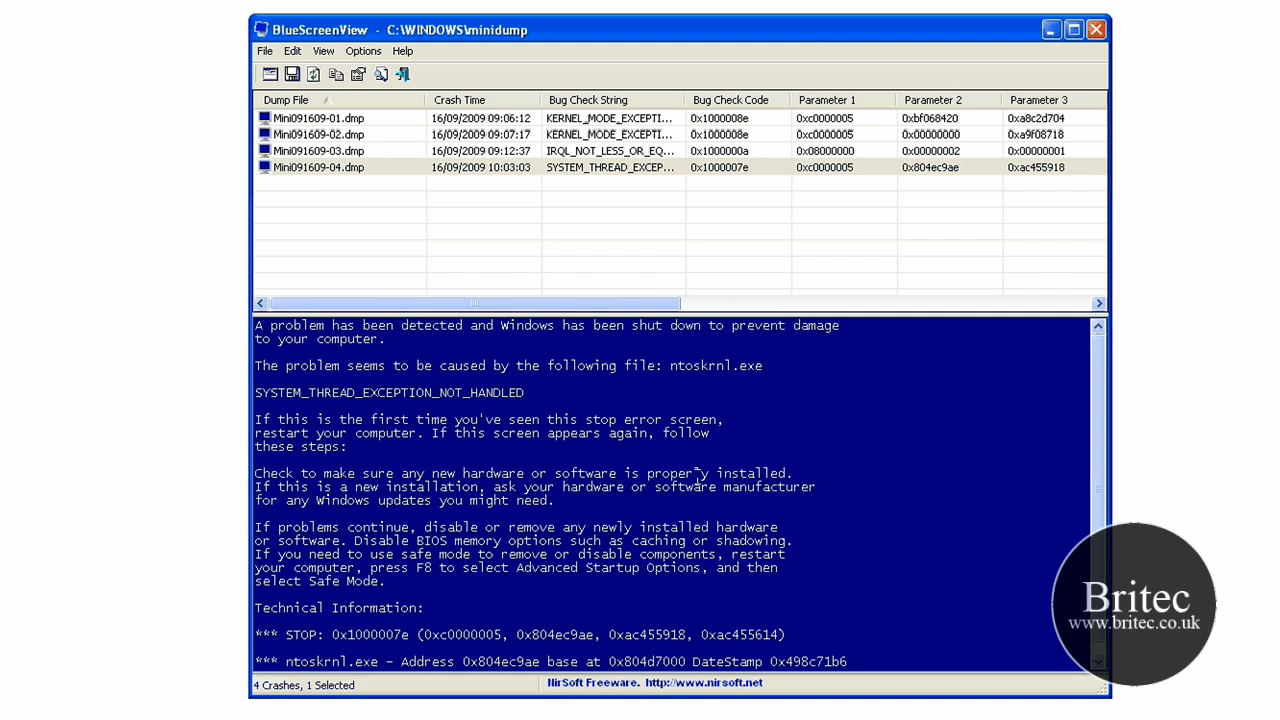 BlueScreenView - C:\WINDOWS\minidump
File Edit View Options Help
Dump File Crash Time Bug Check String Bug Check Code Parameter 1 Parameter 2 Parameter 3
Mini091609-01.dmp 16/09/2009 09:06:12 KERNEL_MODE_EXCEPTI... 0x1000008e 0xc0000005 0xbf068420 0xa8c2d704
Mini091609-02.dmp 16/09/2009 09:07:17 KERNEL_MODE_EXCEPTI... 0x1000008e 0xc0000005 0x00000000 0xa9f08718
Mini091609-03.dmp 16/09/2009 09:12:37 IRQL_NOT_LESS_OR_EQ... 0x1000000a 0x08000000 0x00000002 0x00000001
Mini091609-04.dmp 16/09/2009 10:03:03 SYSTEM_THREAD_EXCEP... 0x1000007e 0xc0000005 0x804ec9ae 0xac455918
A problem has been detected and Windows has been shut down to prevent damage
to your computer.
The problem seems to be caused by the following file: ntoskrnl.exe
SYSTEM_THREAD_EXCEPTION_NOT_HANDLED
If this is the first time you've seen this stop error screen,
restart your computer. If this screen appears again, follow
these steps:
Check to make sure any new hardware or software is properly installed.
If this is a new installation, ask your hardware or software manufacturer
for any Windows updates you might need.
If problems continue, disable or remove any newly installed hardware
or software. Disable BIOS memory options such as caching or shadowing.
If you need to use safe mode to remove or disable components, restart
your computer, press F8 to select Advanced Startup Options, and then
select Safe Mode.
Technical Information:
*** STOP: 0x1000007e (0xc0000005, 0x804ec9ae, 0xac455918, 0xac455614)
*** ntoskrnl.exe - Address 0x804ec9ae base at 0x804d7000 DateStamp 0x498c71b6
4 Crashes, 1 Selected NirSoft Freeware. http://www.nirsoft.net
Britec
www.britec.co.uk